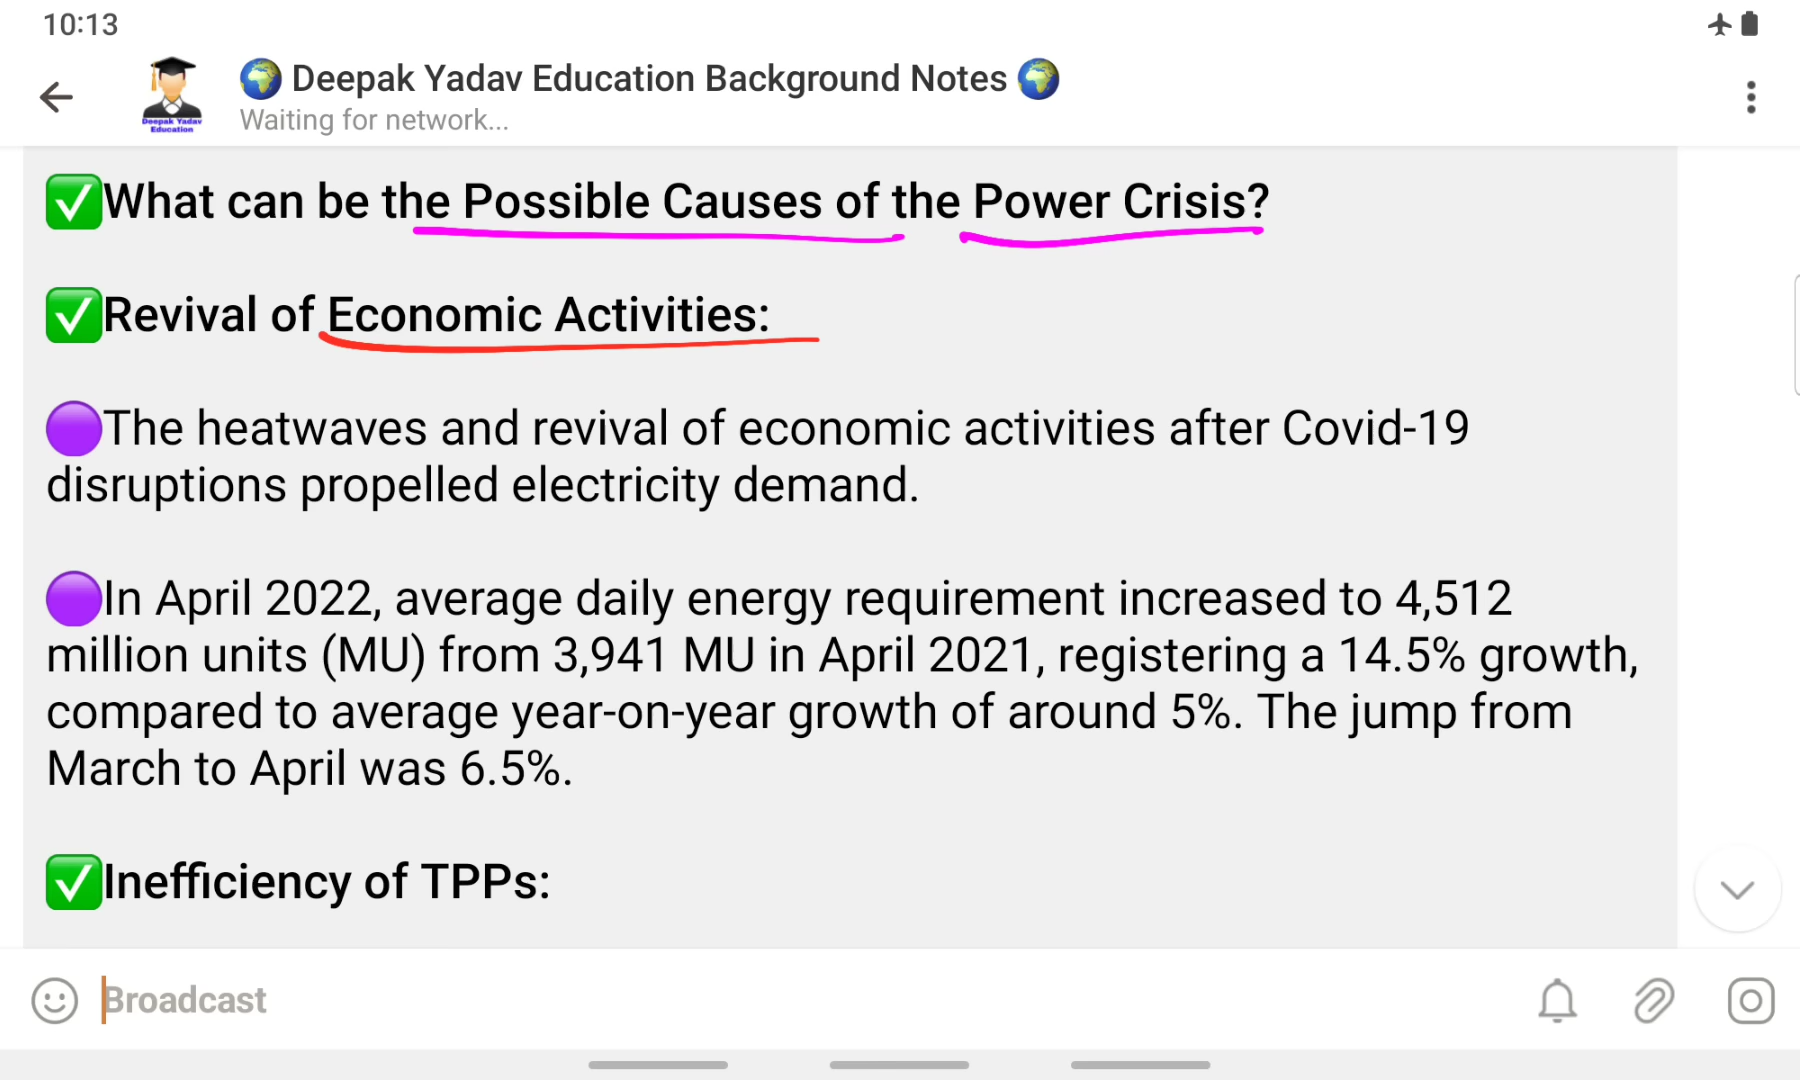 10:13
🌍 Deepak Yadav Education Background Notes 🌍
Waiting for network...
Deepak Yadav
Education
✅What can be the Possible Causes of the Power Crisis?
✅Revival of Economic Activities:
🟣The heatwaves and revival of economic activities after Covid-19
disruptions propelled electricity demand.
🟣In April 2022, average daily energy requirement increased to 4,512
million units (MU) from 3,941 MU in April 2021, registering a 14.5% growth,
compared to average year-on-year growth of around 5%. The jump from
March to April was 6.5%.
✅Inefficiency of TPPs:
Broadcast